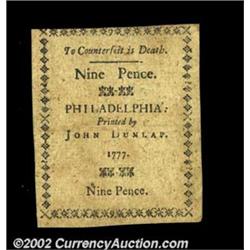 To Counterfeit is Death.
Nine Pence.
PHILADELPHIA:
Printed by
JOHN DUNLAP.
1777.
Nine Pence.
©2002 CurrencyAuction.com